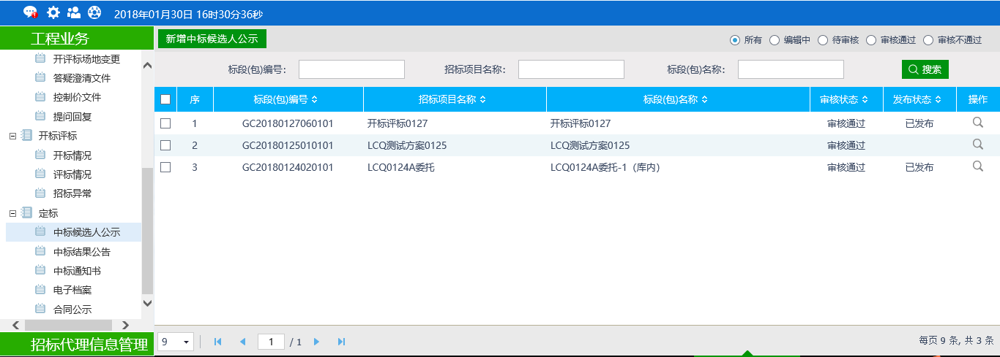 2018年01月30日 16时30分36秒
工程业务
开评标场地变更
答疑澄清文件
控制价文件
提问回复
开标评标
开标情况
评标情况
招标异常
定标
中标候选人公示
中标结果公告
中标通知书
电子档案
合同公示
招标代理信息管理
新增中标候选人公示
所有 编辑中 待审核 审核通过 审核不通过
标段(包)编号: 招标项目名称: 标段(包)名称: 搜索
序 标段(包)编号 招标项目名称 标段(包)名称 审核状态 发布状态 操作
1 GC20180127060101 开标评标0127 开标评标0127 审核通过 已发布
2 GC20180125010101 LCQ测试方案0125 LCQ测试方案0125 审核通过
3 GC20180124020101 LCQ0124A委托 LCQ0124A委托-1（库内） 审核通过 已发布
9 1 / 1 每页 9 条, 共 3 条